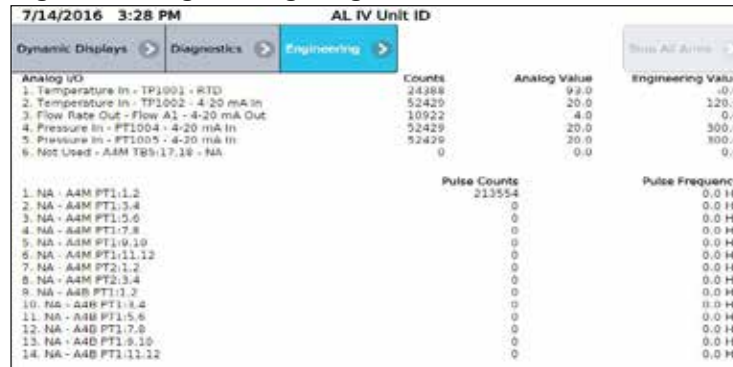 7/14/2016 3:28 PM AL IV Unit ID
Dynamic Displays Diagnostics Engineering Stop All Arms
Analog I/O Counts Analog Value Engineering Valu
1. Temperature In - TP1001 - RTD 24388 93.0 -0.
2. Temperature In - TP1002 - 4-20 mA In 52429 20.0 120.
3. Flow Rate Out - Flow A1 - 4-20 mA Out 10922 4.0 0.
4. Pressure In - PT1004 - 4-20 mA In 52429 20.0 300.
5. Pressure In - PT1005 - 4-20 mA In 52429 20.0 300.
6. Not Used - A4M TB5:17,18 - NA 0 0.0 0.
Pulse Counts Pulse Frequenc
1. NA - A4M PT1:1,2 213554 0.0 H
2. NA - A4M PT1:3,4 0 0.0 H
3. NA - A4M PT1:5,6 0 0.0 H
4. NA - A4M PT1:7,8 0 0.0 H
5. NA - A4M PT1:9,10 0 0.0 H
6. NA - A4M PT1:11,12 0 0.0 H
7. NA - A4M PT2:1,2 0 0.0 H
8. NA - A4M PT2:3,4 0 0.0 H
9. NA - A4B PT1:1,2 0 0.0 H
10. NA - A4B PT1:3,4 0 0.0 H
11. NA - A4B PT1:5,6 0 0.0 H
12. NA - A4B PT1:7,8 0 0.0 H
13. NA - A4B PT1:9,10 0 0.0 H
14. NA - A4B PT1:11,12 0 0.0 H